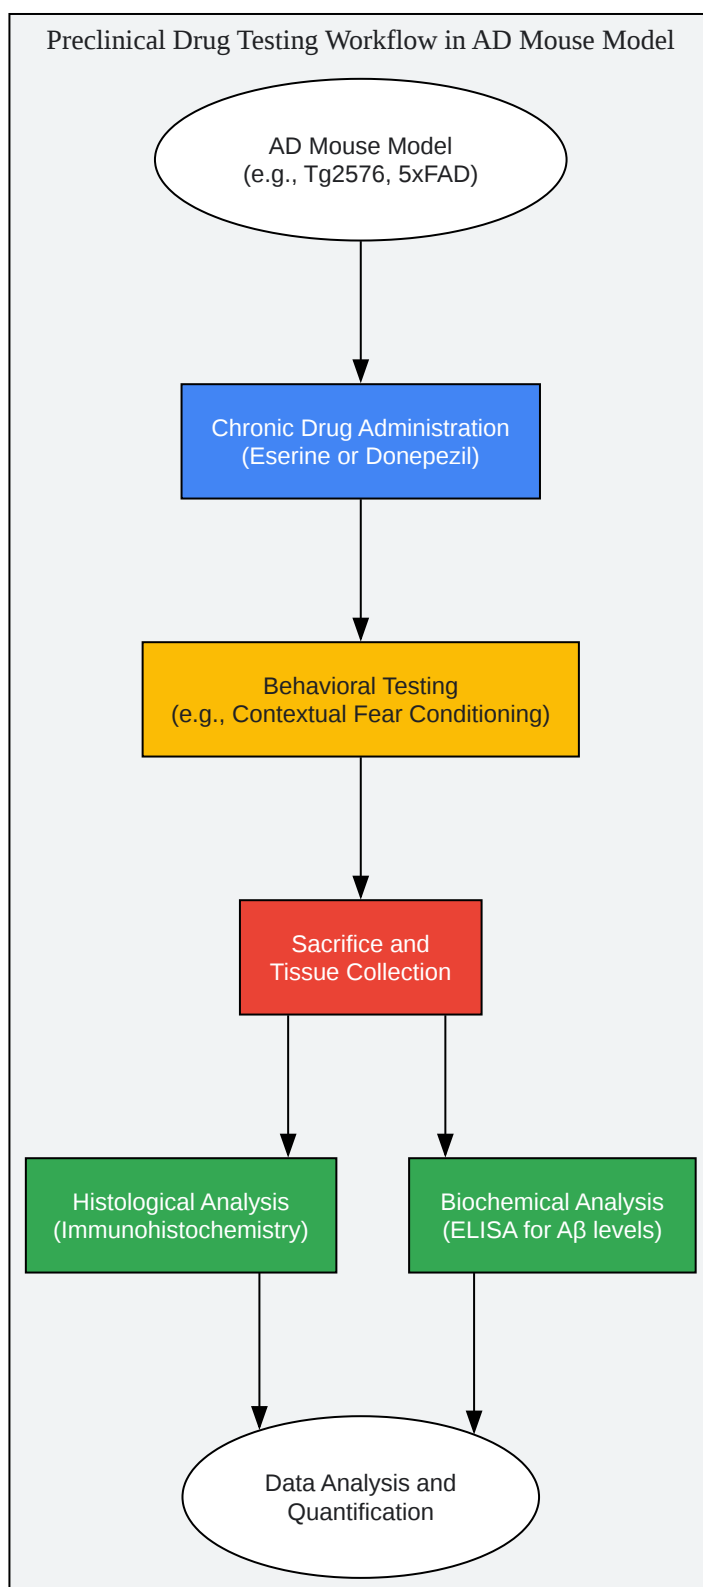 Preclinical Drug Testing Workflow in AD Mouse Model
AD Mouse Model
(e.g., Tg2576, 5xFAD)
Chronic Drug Administration
(Eserine or Donepezil)
Behavioral Testing
(e.g., Contextual Fear Conditioning)
Sacrifice and
Tissue Collection
Histological Analysis
(Immunohistochemistry)
Biochemical Analysis
(ELISA for Aβ levels)
Data Analysis and
Quantification